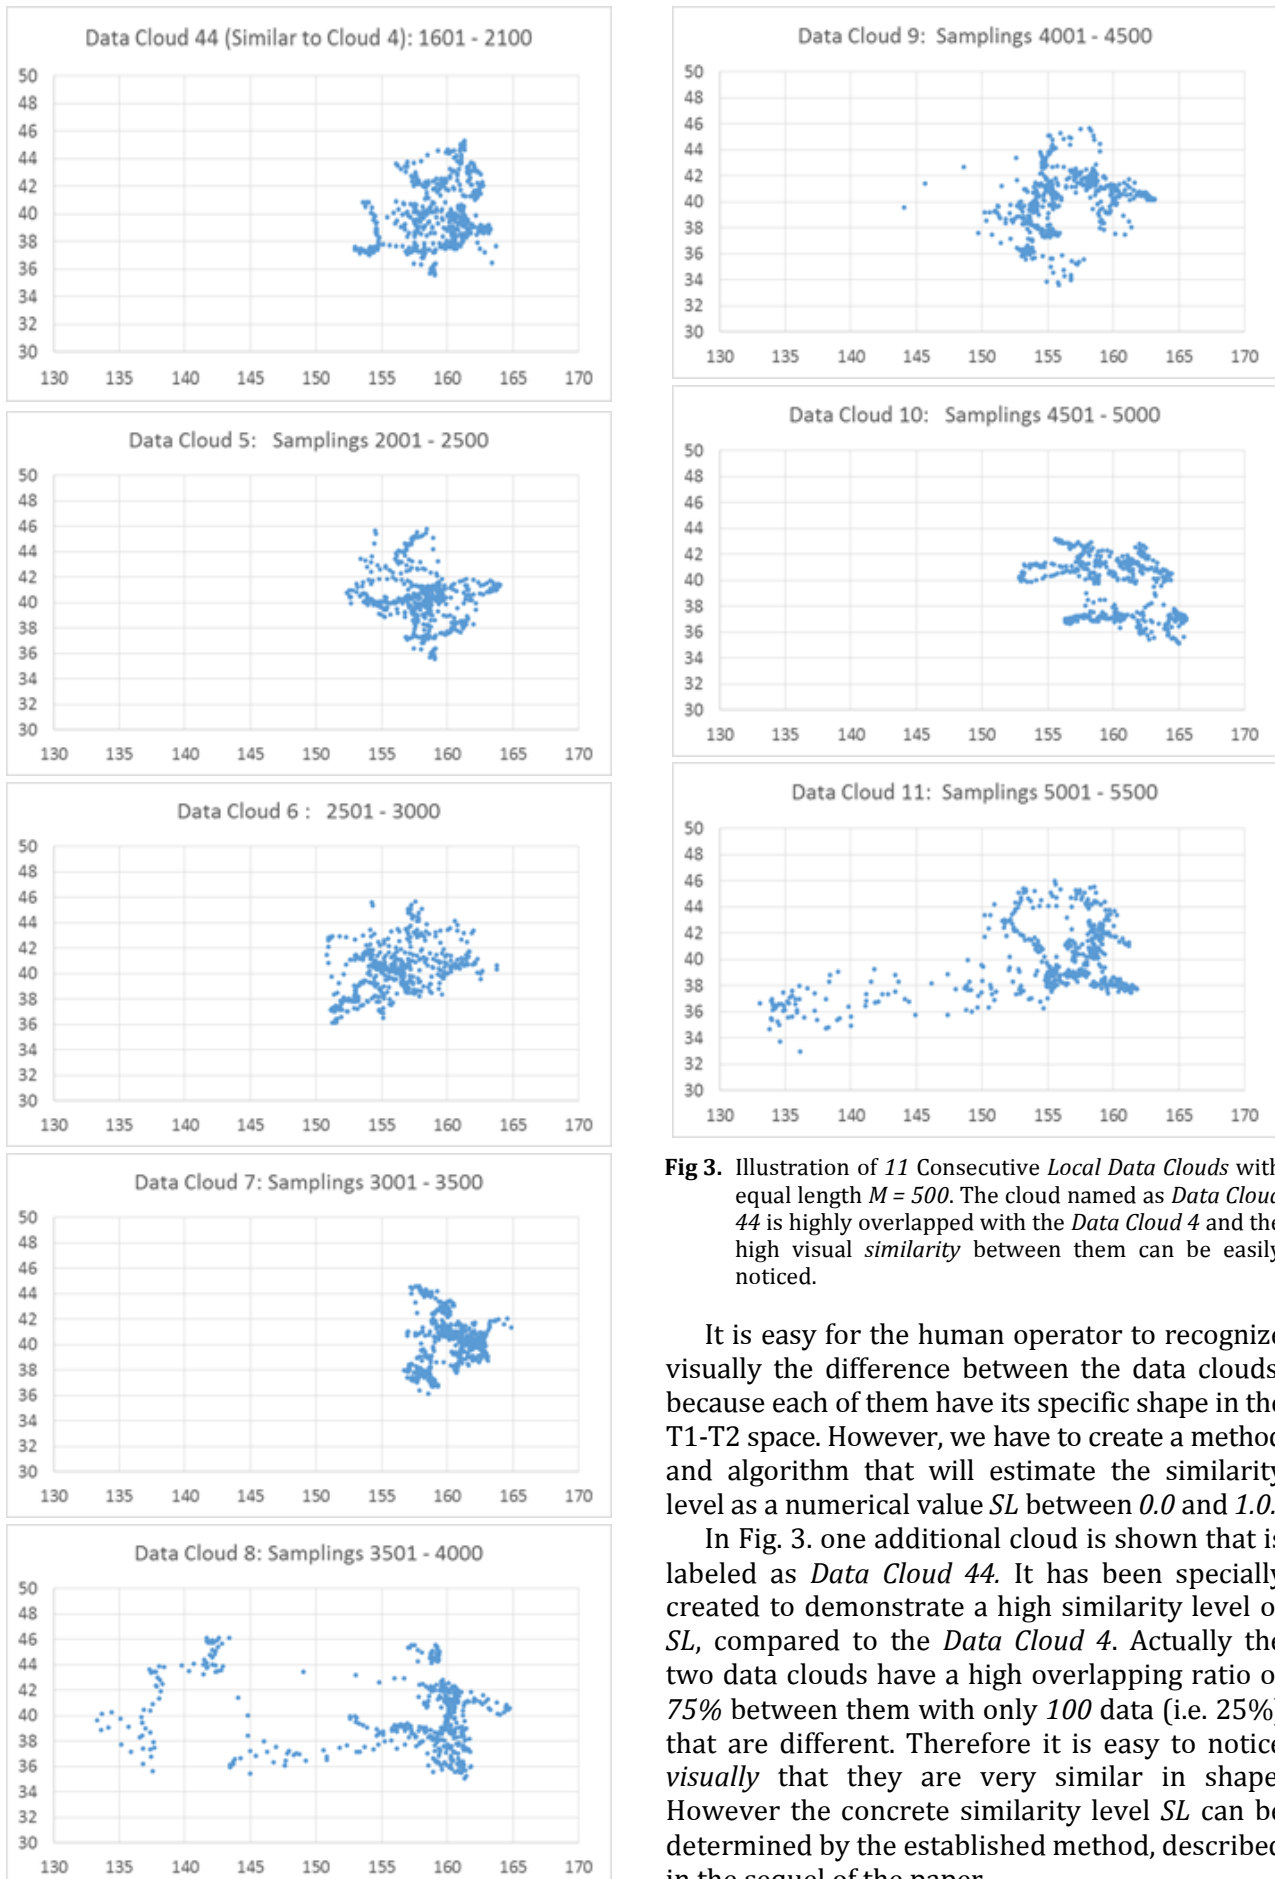 Data Cloud 44 (Similar to Cloud 4): 1601 - 2100
50
48
46
44
42
40
38
36
34
32
30
130 135 140 145 150 155 160 165 170
Data Cloud 5: Samplings 2001 - 2500
50
48
46
44
42
40
38
36
34
32
30
130 135 140 145 150 155 160 165 170
Data Cloud 6 : 2501 - 3000
50
48
46
44
42
40
38
36
34
32
30
130 135 140 145 150 155 160 165 170
Data Cloud 7: Samplings 3001 - 3500
50
48
46
44
42
40
38
36
34
32
30
130 135 140 145 150 155 160 165 170
Data Cloud 8: Samplings 3501 - 4000
50
48
46
44
42
40
38
36
34
32
30
130 135 140 145 150 155 160 165 170
Data Cloud 9: Samplings 4001 - 4500
50
48
46
44
42
40
38
36
34
32
30
130 135 140 145 150 155 160 165 170
Data Cloud 10: Samplings 4501 - 5000
50
48
46
44
42
40
38
36
34
32
30
130 135 140 145 150 155 160 165 170
Data Cloud 11: Samplings 5001 - 5500
50
48
46
44
42
40
38
36
34
32
30
130 135 140 145 150 155 160 165 170
Fig 3. Illustration of 11 Consecutive Local Data Clouds with
equal length M = 500. The cloud named as Data Cloud
44 is highly overlapped with the Data Cloud 4 and the
high visual similarity between them can be easily
noticed.
It is easy for the human operator to recognize
visually the difference between the data clouds
because each of them have its specific shape in the
T1-T2 space. However, we have to create a method
and algorithm that will estimate the similarity
level as a numerical value SL between 0.0 and 1.0.
In Fig. 3. one additional cloud is shown that is
labeled as Data Cloud 44. It has been specially
created to demonstrate a high similarity level o
SL, compared to the Data Cloud 4. Actually the
two data clouds have a high overlapping ratio o
75% between them with only 100 data (i.e. 25%)
that are different. Therefore it is easy to notice
visually that they are very similar in shape
However the concrete similarity level SL can be
determined by the established method, described
in the sequel of the paper